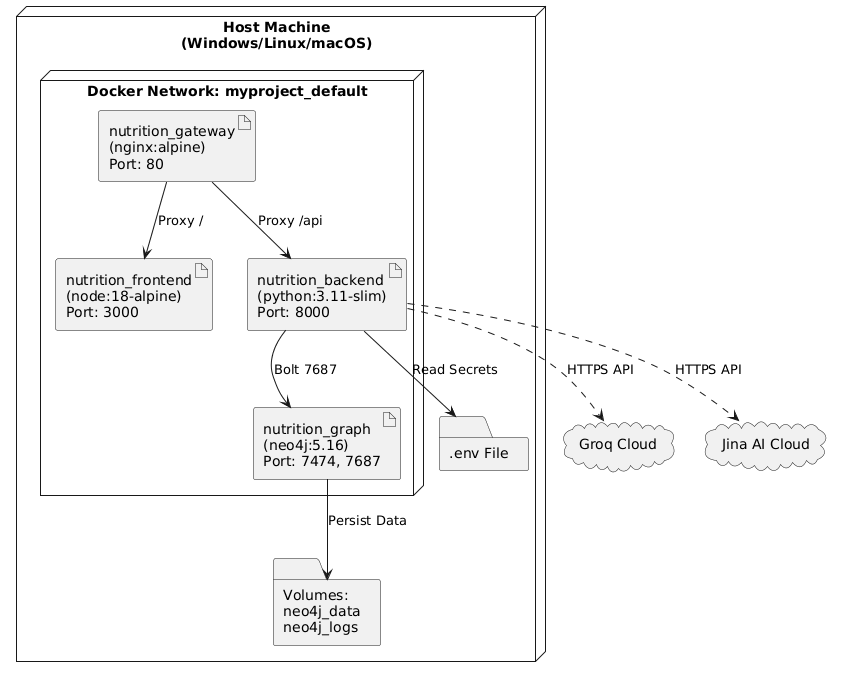 Host Machine
(Windows/Linux/macOS)
Docker Network: myproject_default
nutrition_gateway
(nginx:alpine)
Port: 80
Proxy /
Proxy /api
nutrition_frontend
(node:18-alpine)
Port: 3000
nutrition_backend
(python:3.11-slim)
Port: 8000
Bolt 7687
Read Secrets
HTTPS API
HTTPS API
nutrition_graph
(neo4j:5.16)
Port: 7474, 7687
.env File
Groq Cloud
Jina AI Cloud
Persist Data
Volumes:
neo4j_data
neo4j_logs